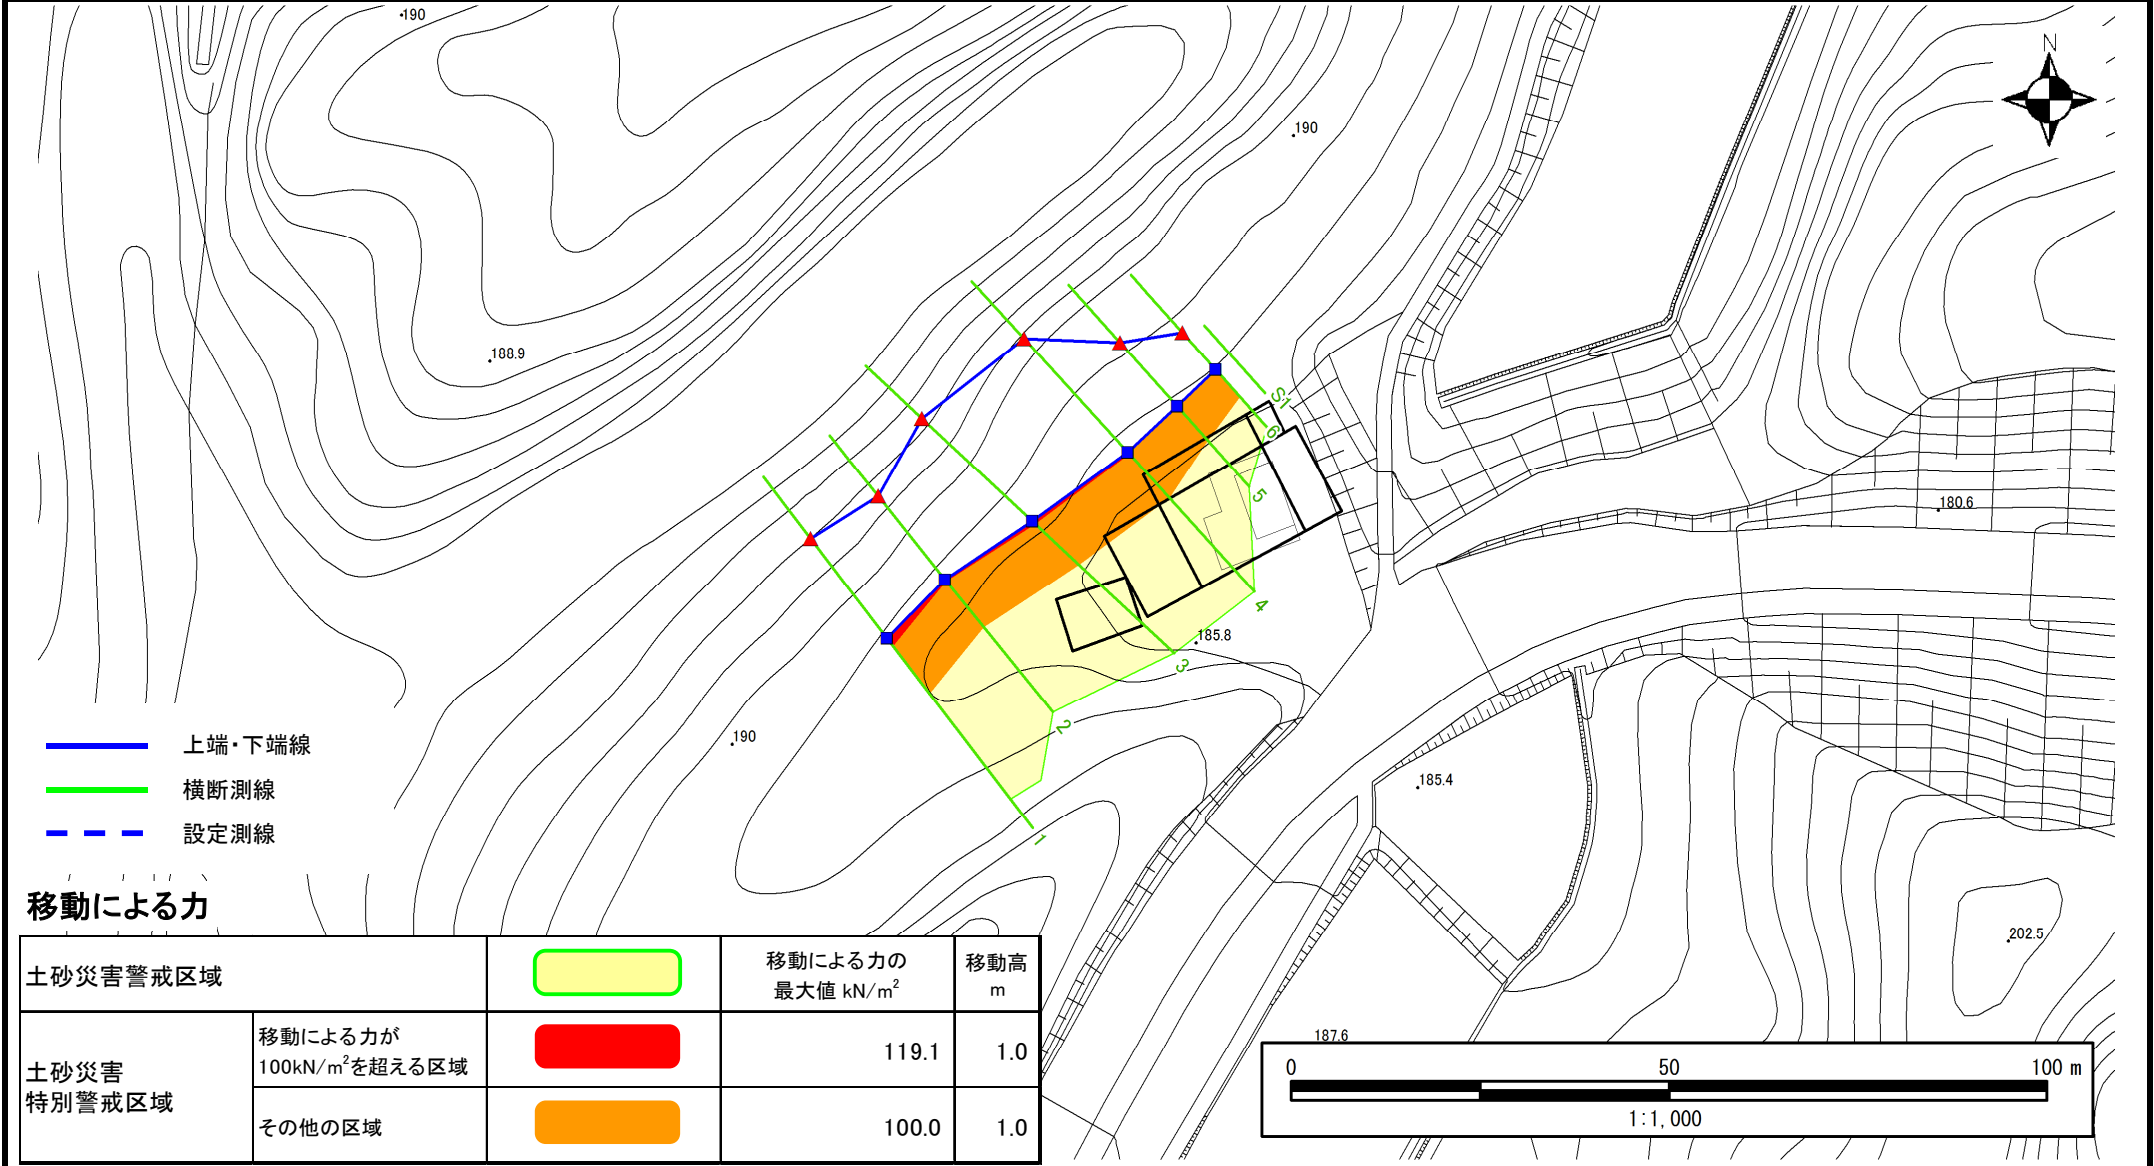 190
N
190
188.9
S1
6
5
180.6
4
185.8
3
2
190
185.4
1
上端・下端線
横断測線
設定測線
移動による力
土砂災害警戒区域
移動による力の
最大値 kN/m²
移動高
m
土砂災害
特別警戒区域
移動による力が
100kN/m²を超える区域
119.1
1.0
その他の区域
100.0
1.0
202.5
187.6
0
50
100 m
1:1,000